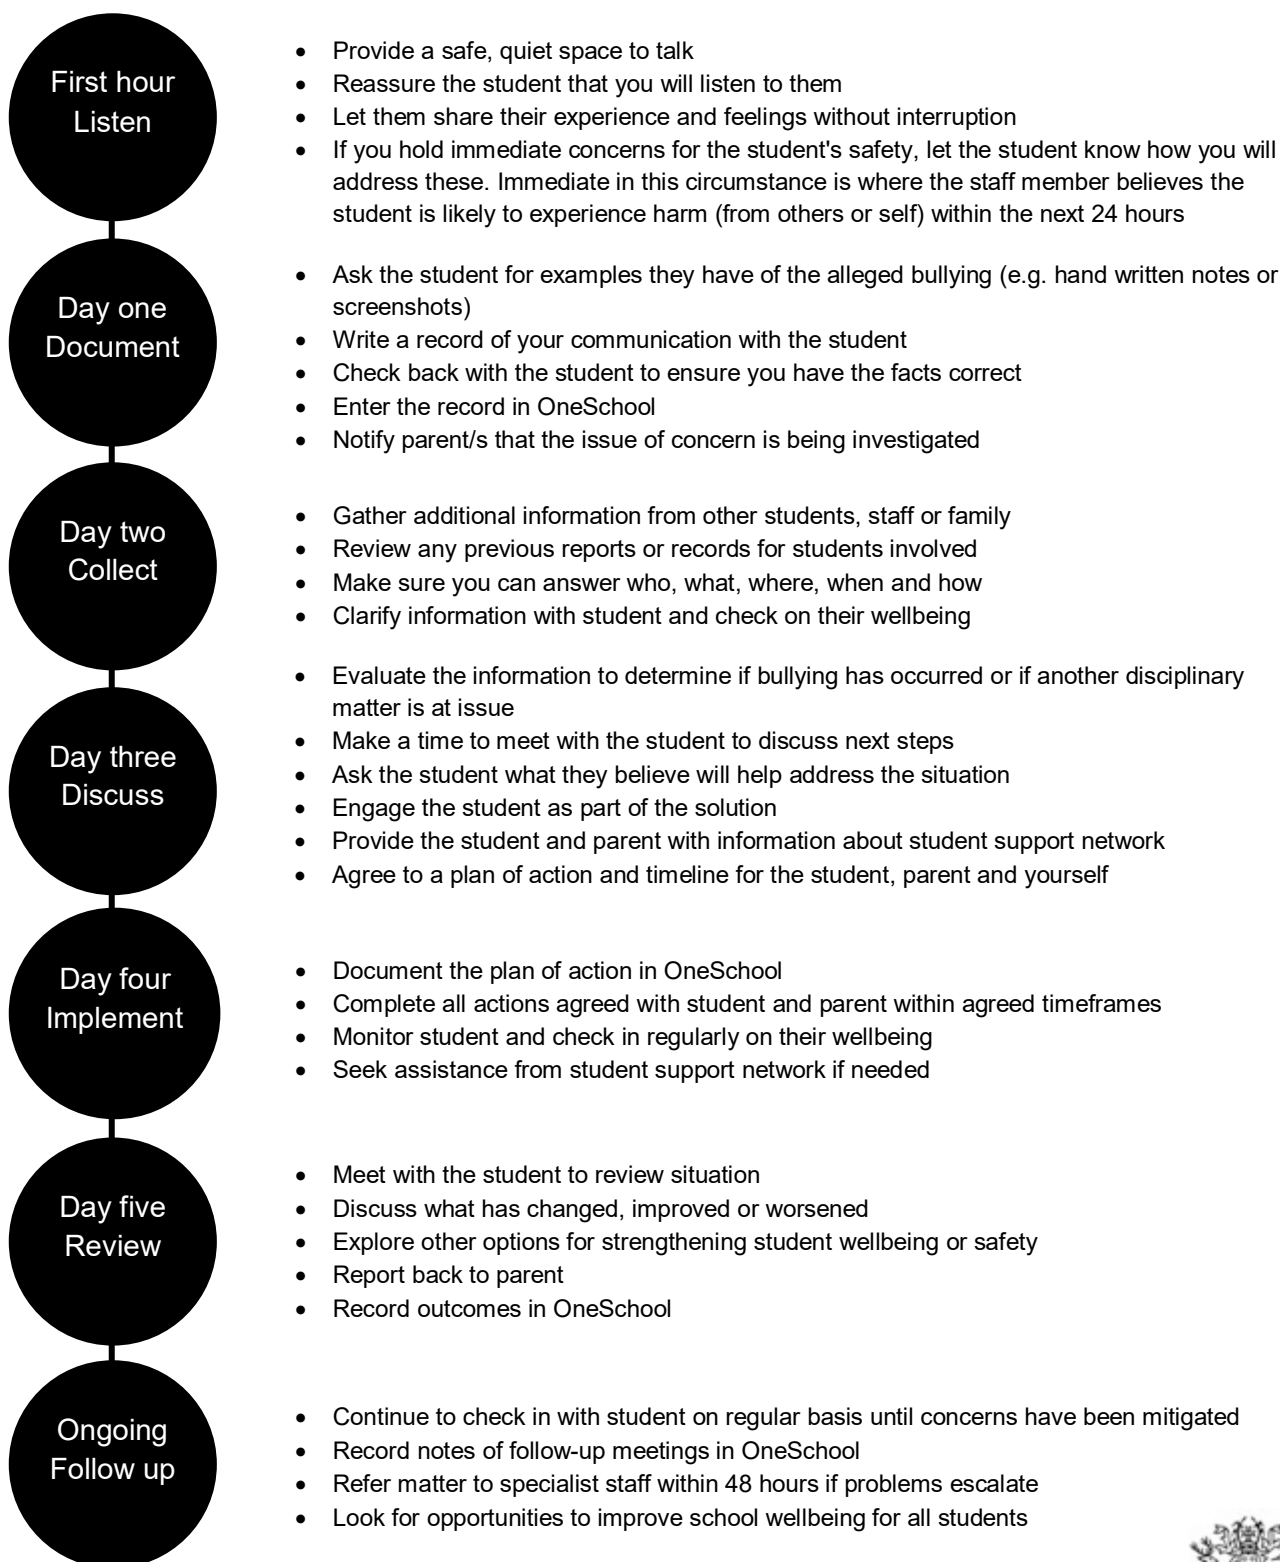 First hour
Listen
• Provide a safe, quiet space to talk
• Reassure the student that you will listen to them
• Let them share their experience and feelings without interruption
• If you hold immediate concerns for the student's safety, let the student know how you will
address these. Immediate in this circumstance is where the staff member believes the
student is likely to experience harm (from others or self) within the next 24 hours
Day one
Document
• Ask the student for examples they have of the alleged bullying (e.g. hand written notes or
screenshots)
• Write a record of your communication with the student
• Check back with the student to ensure you have the facts correct
• Enter the record in OneSchool
• Notify parent/s that the issue of concern is being investigated
Day two
Collect
• Gather additional information from other students, staff or family
• Review any previous reports or records for students involved
• Make sure you can answer who, what, where, when and how
• Clarify information with student and check on their wellbeing
Day three
Discuss
• Evaluate the information to determine if bullying has occurred or if another disciplinary
matter is at issue
• Make a time to meet with the student to discuss next steps
• Ask the student what they believe will help address the situation
• Engage the student as part of the solution
• Provide the student and parent with information about student support network
• Agree to a plan of action and timeline for the student, parent and yourself
Day four
Implement
• Document the plan of action in OneSchool
• Complete all actions agreed with student and parent within agreed timeframes
• Monitor student and check in regularly on their wellbeing
• Seek assistance from student support network if needed
Day five
Review
• Meet with the student to review situation
• Discuss what has changed, improved or worsened
• Explore other options for strengthening student wellbeing or safety
• Report back to parent
• Record outcomes in OneSchool
Ongoing
Follow up
• Continue to check in with student on regular basis until concerns have been mitigated
• Record notes of follow-up meetings in OneSchool
• Refer matter to specialist staff within 48 hours if problems escalate
• Look for opportunities to improve school wellbeing for all students